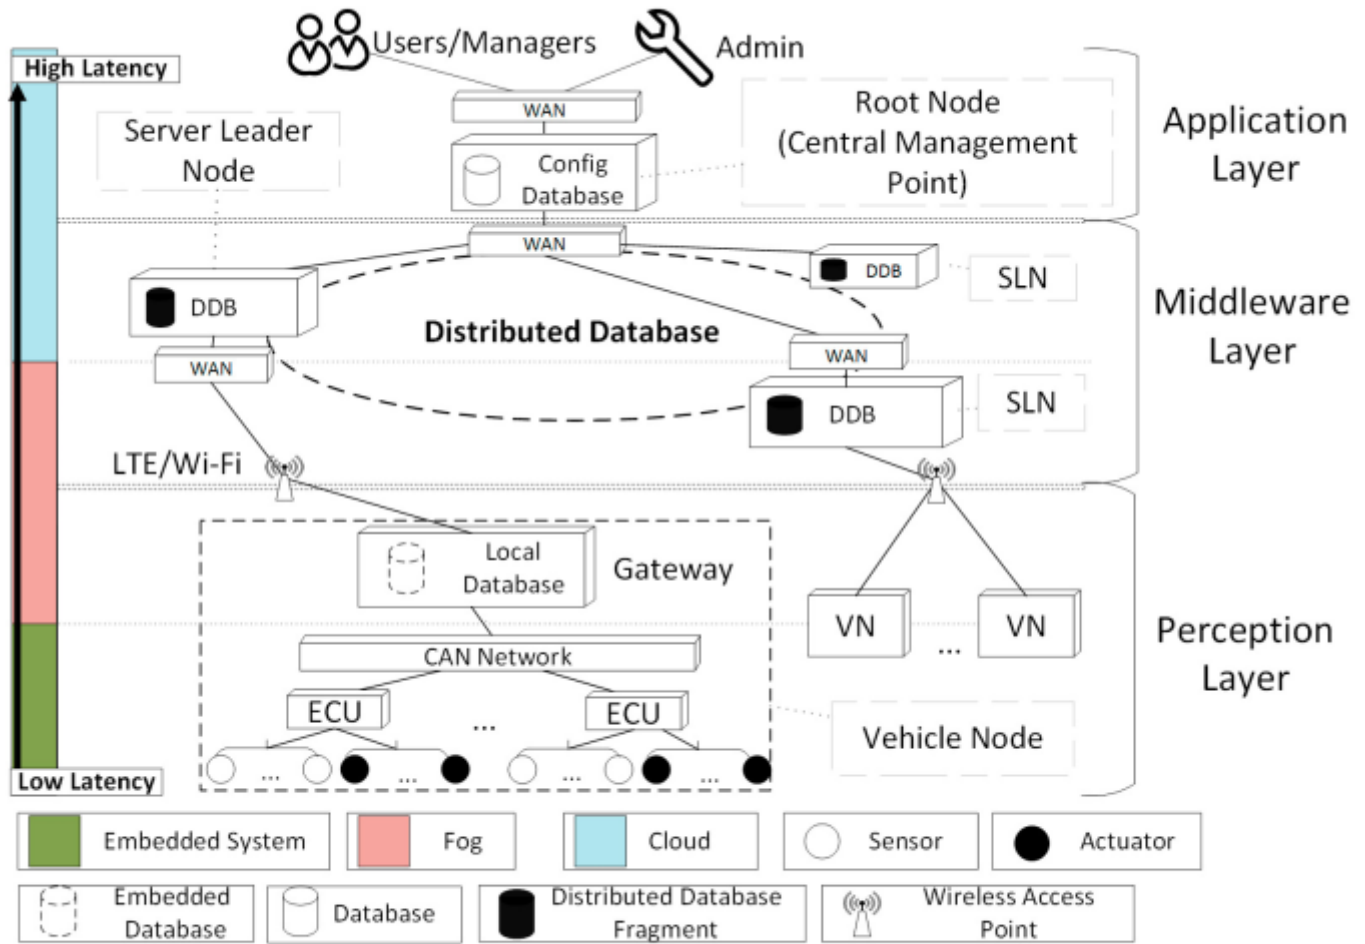 Users/Managers
Admin
High Latency
WAN
Server Leader
Node
Config
Database
Root Node
(Central Management
Point)
Application
Layer
WAN
DDB
DDB
SLN
Distributed Database
WAN
WAN
DDB
SLN
Middleware
Layer
LTE/Wi-Fi
Local
Database
Gateway
CAN Network
ECU
...
ECU
... ... ... ...
VN
...
VN
Vehicle Node
Perception
Layer
Low Latency
Embedded System
Fog
Cloud
Sensor
Actuator
Embedded
Database
Database
Distributed Database
Fragment
Wireless Access
Point